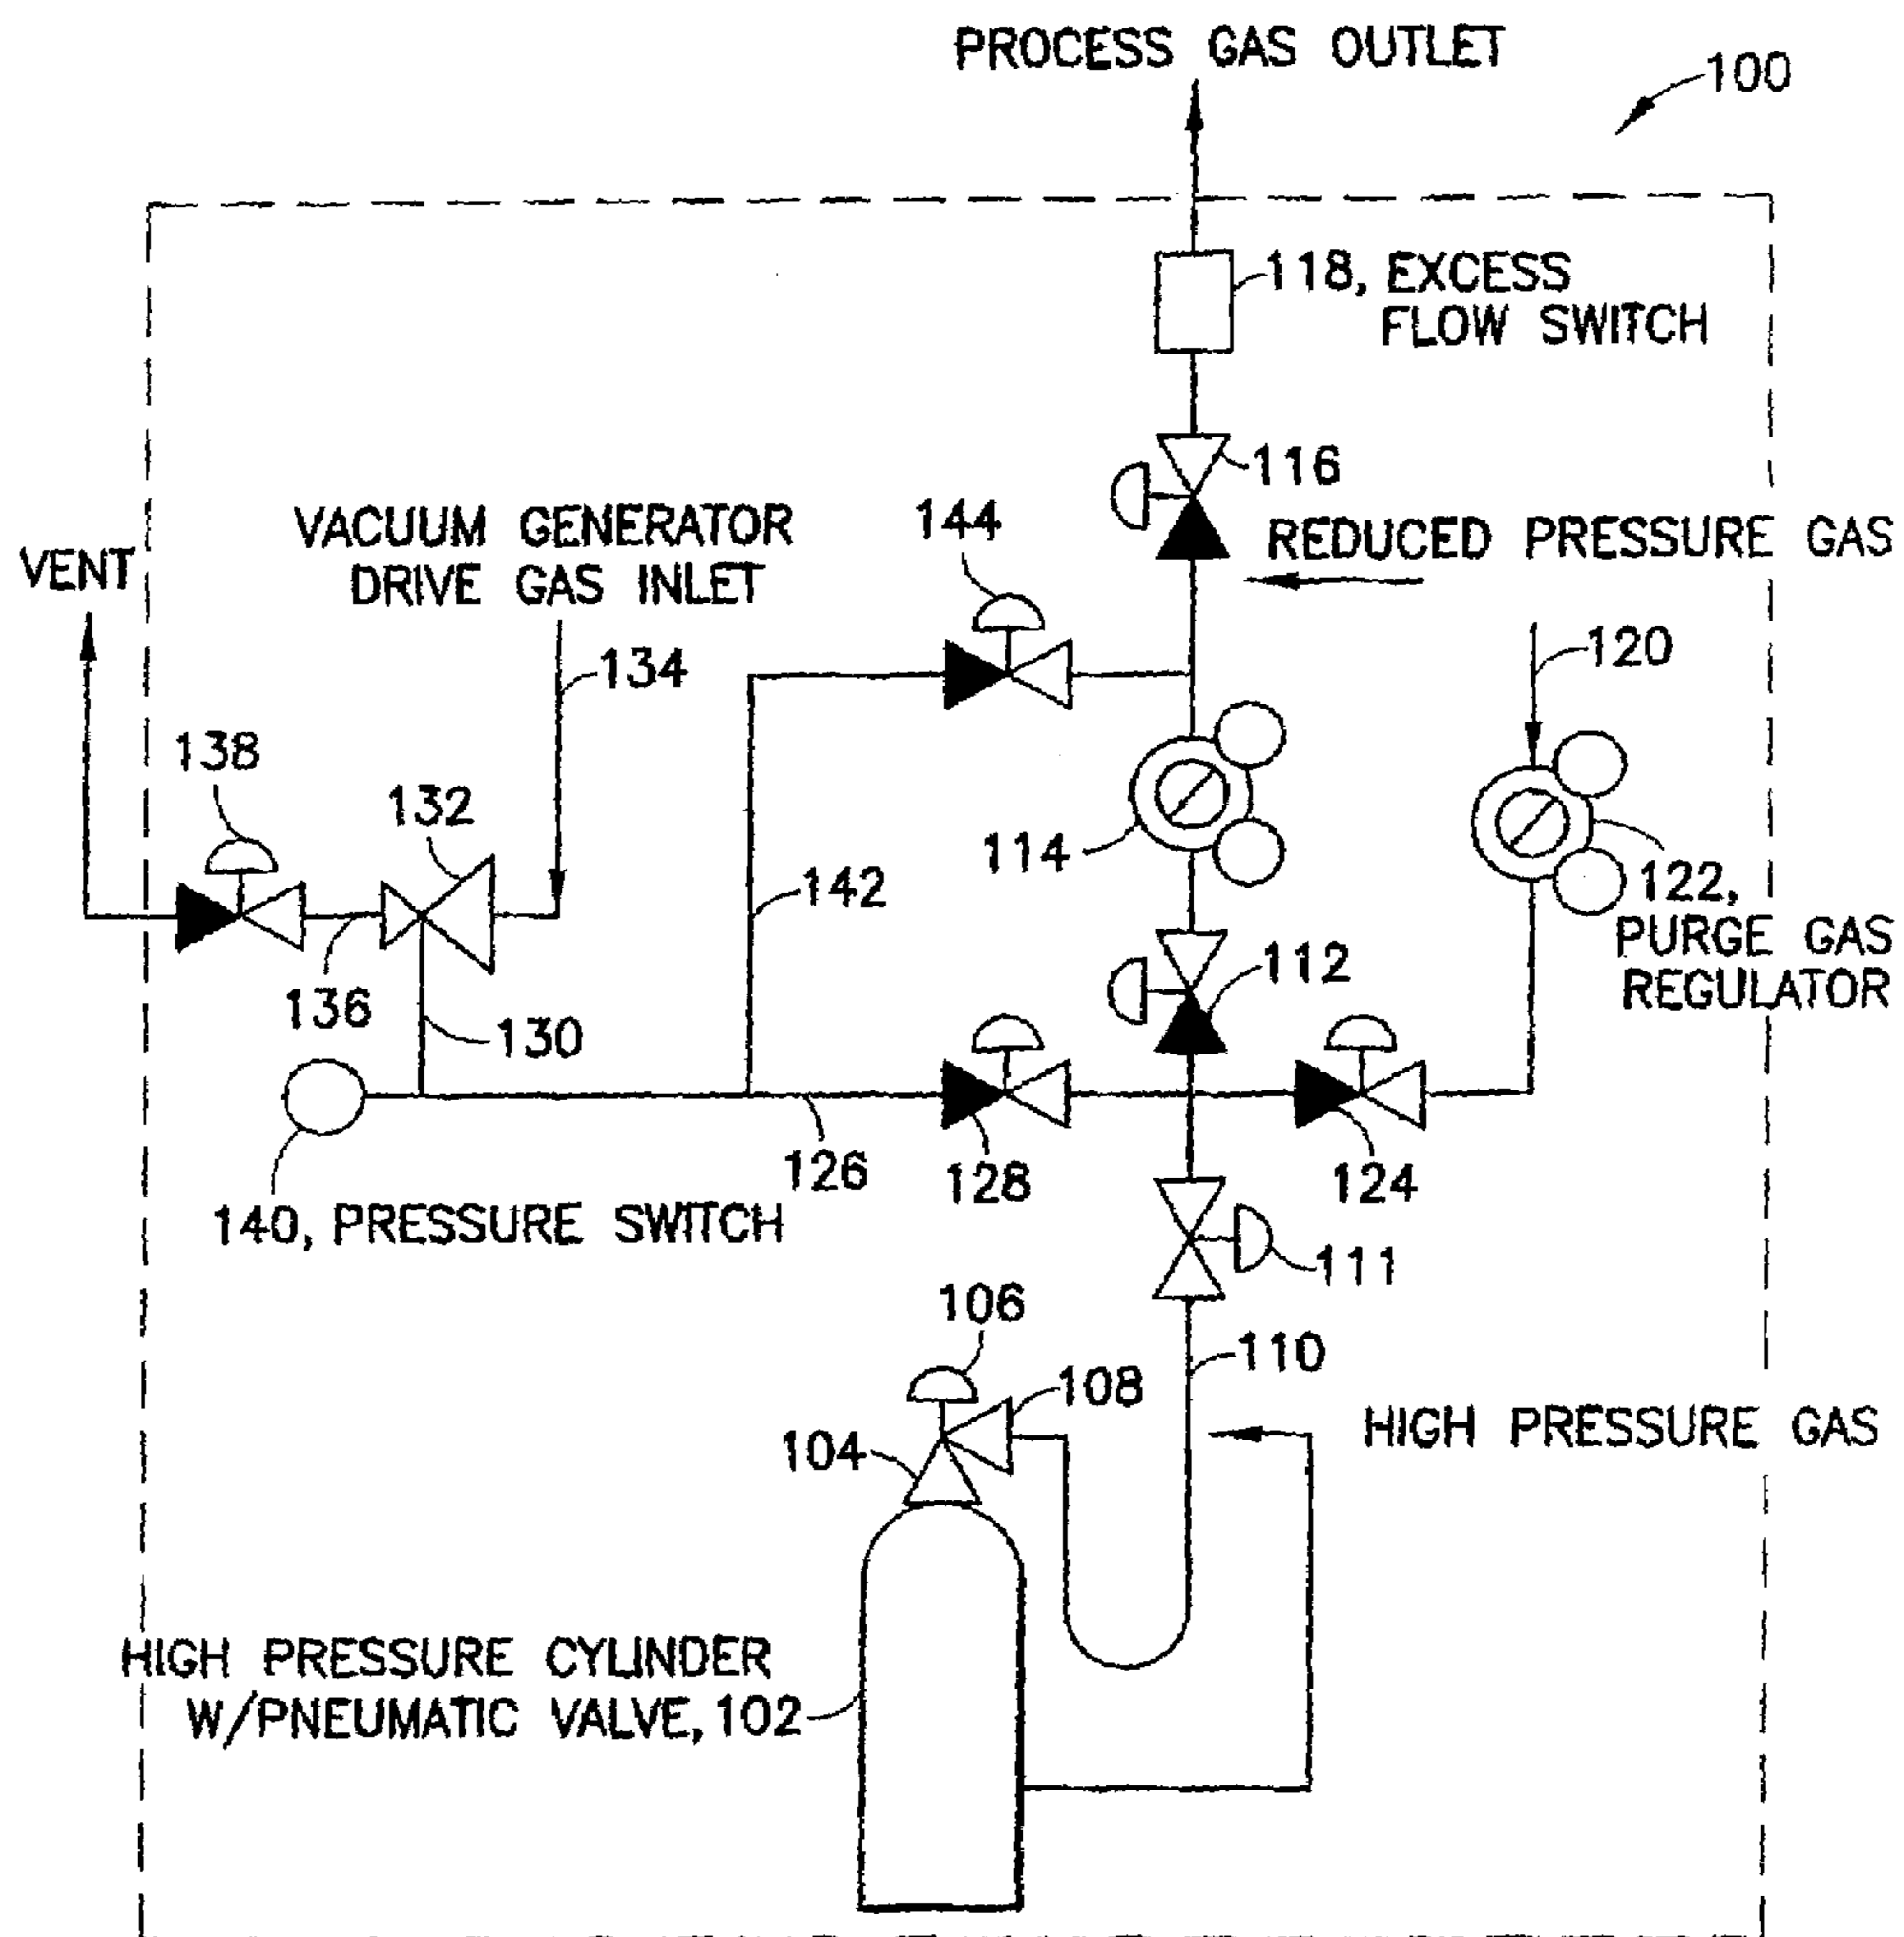 PROCESS GAS OUTLET
100
118, EXCESS
FLOW SWITCH
116
144
REDUCED PRESSURE GAS
VACUUM GENERATOR
DRIVE GAS INLET
VENT
134
120
138
132
114
142
122,
PURGE GAS
REGULATOR
112
136
130
126
128
124
140, PRESSURE SWITCH
111
106
110
108
104
HIGH PRESSURE GAS
HIGH PRESSURE CYLINDER
W/PNEUMATIC VALVE, 102